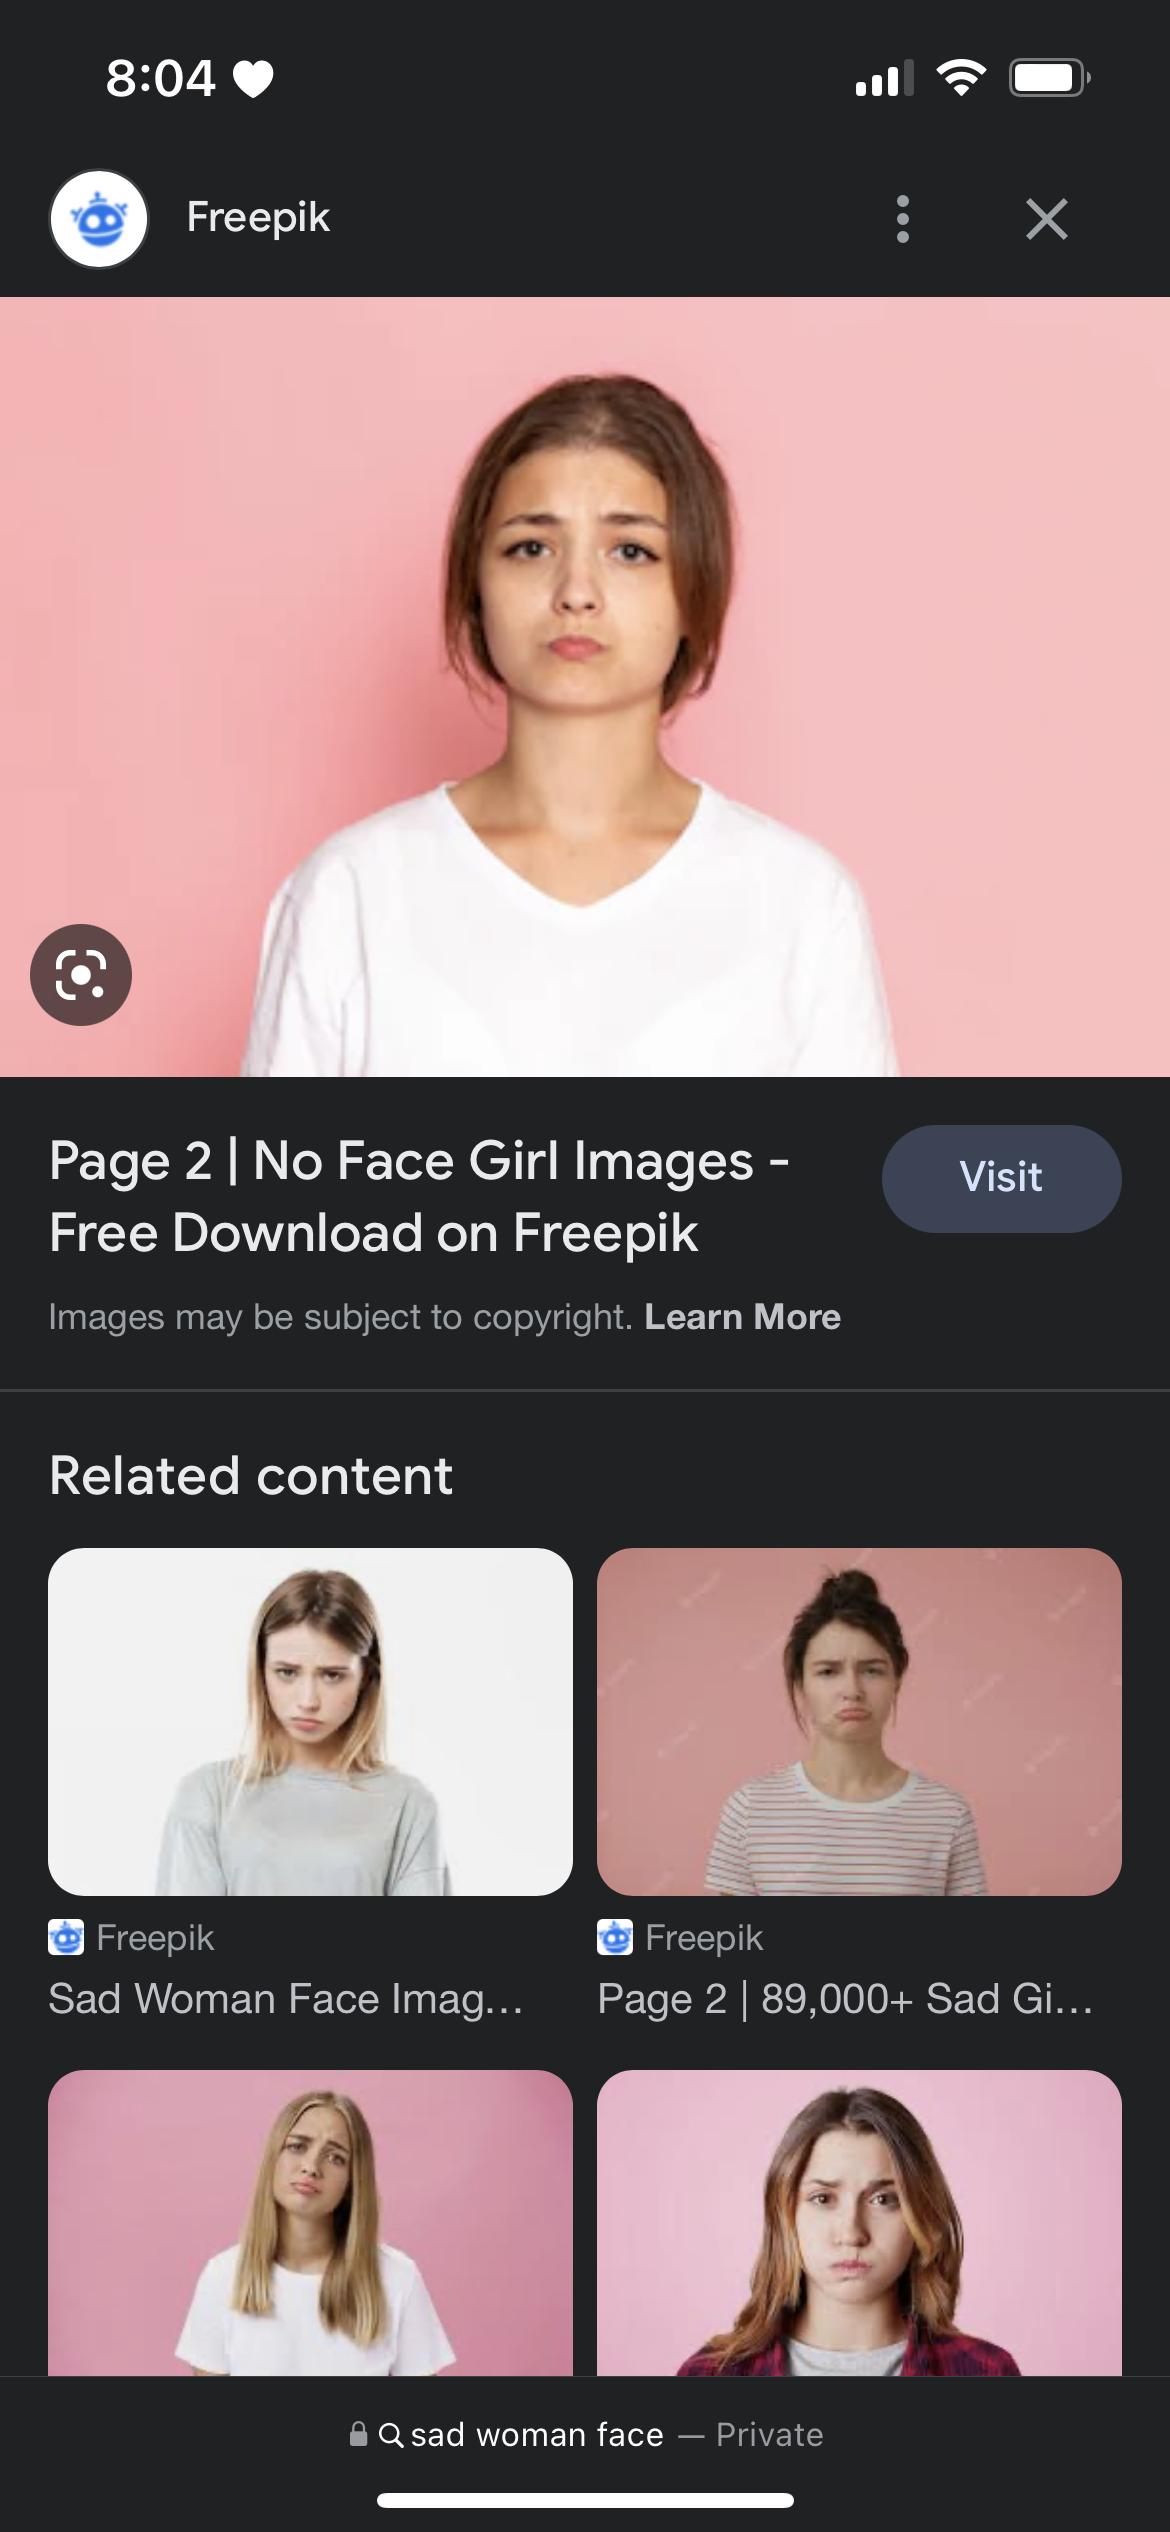 8:04
Freepik
Page 2 | No Face Girl Images -
Free Download on Freepik
Visit
Images may be subject to copyright. Learn More
Related content
Freepik
Sad Woman Face Imag...
Freepik
Page 2 | 89,000+ Sad Gi...
sad woman face — Private